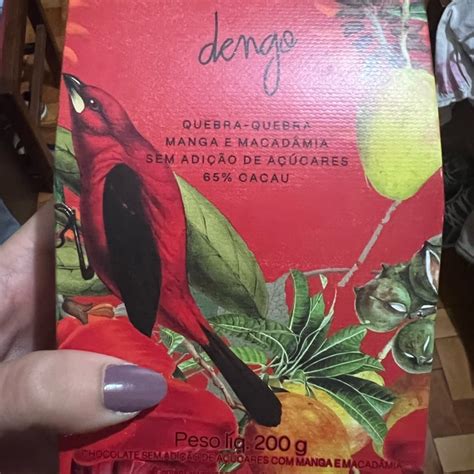 dengo
QUEBRA-QUEBRA
MANGA E MACADÂMIA
SEM ADIÇÃO DE AÇÚCARES
65% CACAU
Peso líq. 200 g
CHOCOLATE SEM ADIÇÃO DE AÇÚCARES COM MANGA E MACADÂMIA